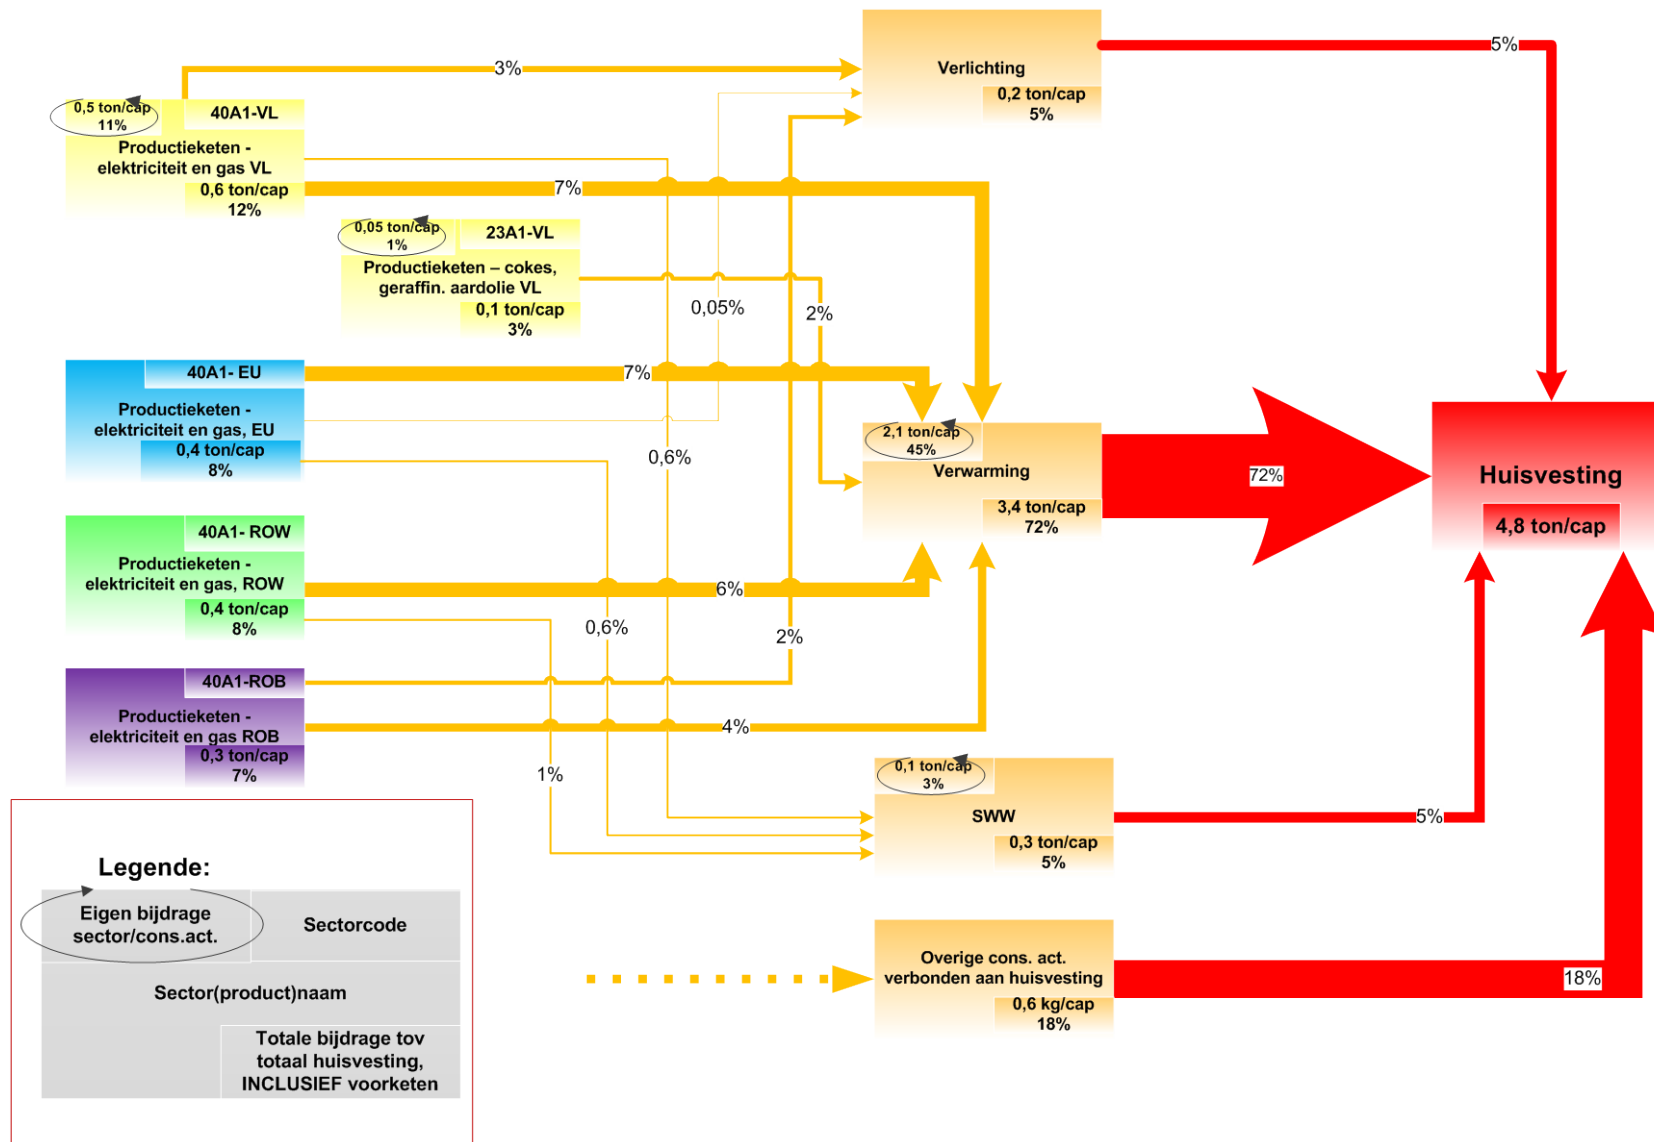 Verlichting
0,2 ton/cap
5%
5%
3%
0,5 ton/cap
11%
40A1-VL
Productieketen -
elektriciteit en gas VL
0,6 ton/cap
12%
7%
0,05 ton/cap
1%
23A1-VL
Productieketen – cokes,
geraffin. aardolie VL
0,1 ton/cap
3%
0,05%
2%
40A1- EU
Productieketen -
elektriciteit en gas, EU
0,4 ton/cap
8%
7%
0,6%
2,1 ton/cap
45%
Verwarming
3,4 ton/cap
72%
72%
Huisvesting
4,8 ton/cap
40A1- ROW
Productieketen -
elektriciteit en gas, ROW
0,4 ton/cap
8%
6%
0,6%
2%
40A1-ROB
Productieketen -
elektriciteit en gas ROB
0,3 ton/cap
7%
4%
1%
0,1 ton/cap
3%
SWW
0,3 ton/cap
5%
5%
Overige cons. act.
verbonden aan huisvesting
0,6 kg/cap
18%
18%
Legende:
Eigen bijdrage
sector/cons.act.
Sectorcode
Sector(product)naam
Totale bijdrage tov
totaal huisvesting,
INCLUSIEF voorketen